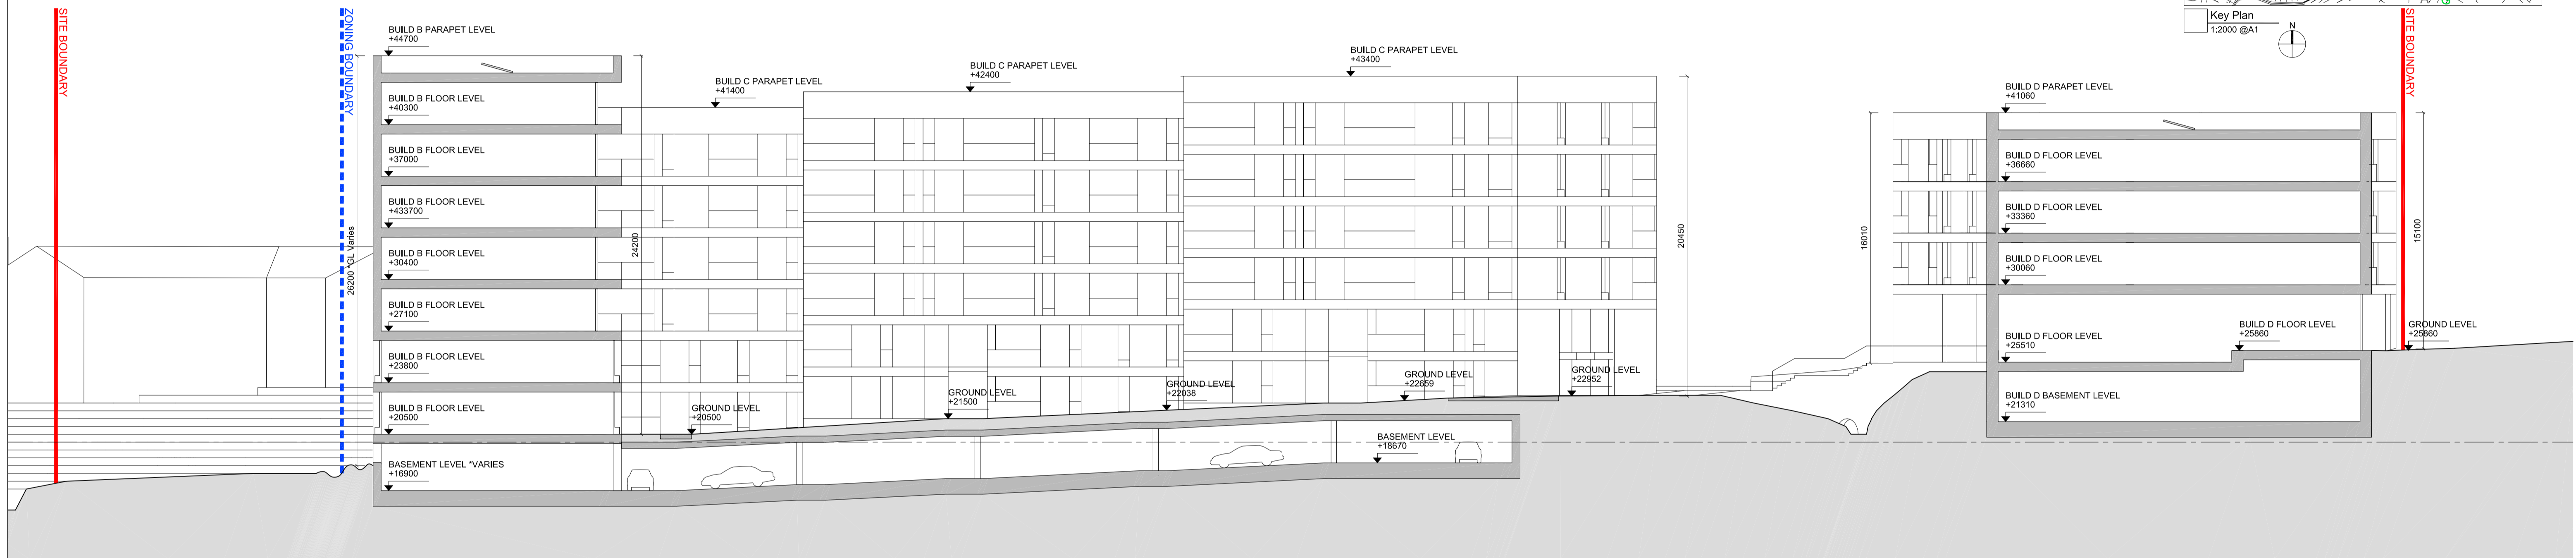 SITE BOUNDARY
ZONING BOUNDARY
26200 *GL Varies
BUILD B PARAPET LEVEL
+44700
BUILD B FLOOR LEVEL
+40300
BUILD B FLOOR LEVEL
+37000
BUILD B FLOOR LEVEL
+433700
BUILD B FLOOR LEVEL
+30400
BUILD B FLOOR LEVEL
+27100
BUILD B FLOOR LEVEL
+23800
BUILD B FLOOR LEVEL
+20500
BASEMENT LEVEL *VARIES
+16900
24200
BUILD C PARAPET LEVEL
+41400
BUILD C PARAPET LEVEL
+42400
BUILD C PARAPET LEVEL
+43400
GROUND LEVEL
+20500
GROUND LEVEL
+21500
GROUND LEVEL
+22038
GROUND LEVEL
+22659
GROUND LEVEL
+22952
BASEMENT LEVEL
+18670
20450
16010
BUILD D PARAPET LEVEL
+41060
BUILD D FLOOR LEVEL
+36660
BUILD D FLOOR LEVEL
+33360
BUILD D FLOOR LEVEL
+30060
BUILD D FLOOR LEVEL
+25510
BUILD D FLOOR LEVEL
+25860
BUILD D BASEMENT LEVEL
+21310
Key Plan
1:2000 @A1
N
SITE BOUNDARY
15100
GROUND LEVEL
+25860